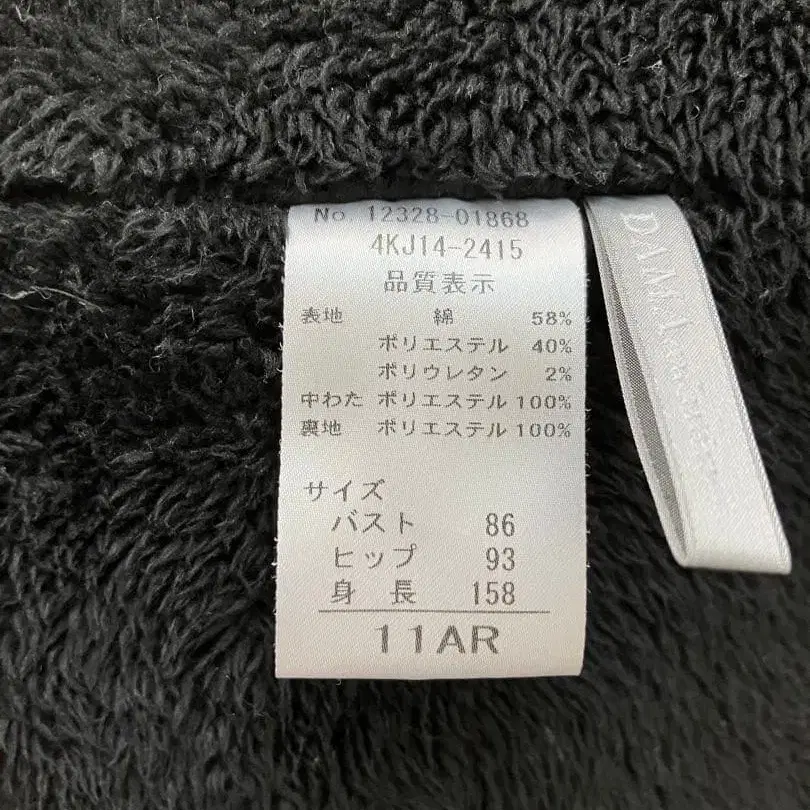 No. 12328-01868
4KJ14-2415
品質表示
表地 綿 58%
ポリエステル 40%
ポリウレタン 2%
中わた ポリエステル 100%
裏地 ポリエステル 100%
サイズ
バスト 86
ヒップ 93
身長 158
11AR